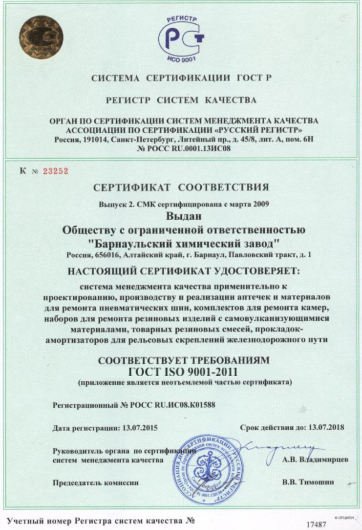 РЕГИСТР
РСТ
ИСО 9001
СИСТЕМА СЕРТИФИКАЦИИ ГОСТ Р
РЕГИСТР СИСТЕМ КАЧЕСТВА
ОРГАН ПО СЕРТИФИКАЦИИ СИСТЕМ МЕНЕДЖМЕНТА КАЧЕСТВА
АССОЦИАЦИИ ПО СЕРТИФИКАЦИИ «РУССКИЙ РЕГИСТР»
Россия, 191014, Санкт-Петербург, Литейный пр., д. 45/8, лит. А, пом. 6Н
№ РОСС RU.0001.13ИС08
К № 23252
СЕРТИФИКАТ СООТВЕТСТВИЯ
Выпуск 2. СМК сертифицирована с марта 2009
Выдан
Обществу с ограниченной ответственностью
"Барнаульский химический завод"
Россия, 656016, Алтайский край, г. Барнаул, Павловский тракт, д. 1
НАСТОЯЩИЙ СЕРТИФИКАТ УДОСТОВЕРЯЕТ:
система менеджмента качества применительно к
проектированию, производству и реализации аптечек и материалов
для ремонта пневматических шин, комплектов для ремонта камер,
наборов для ремонта резиновых изделий с самовулканизующимися
материалами, товарных резиновых смесей, прокладок-
амортизаторов для рельсовых скреплений железнодорожного пути
СООТВЕТСТВУЕТ ТРЕБОВАНИЯМ
ГОСТ ISO 9001-2011
(приложение является неотъемлемой частью сертификата)
Регистрационный № РОСС RU.ИС08.К01588
Дата регистрации: 13.07.2015 Срок действия до: 13.07.2018
Руководитель органа по сертификации
систем менеджмента качества А.В. Владимирцев
Председатель комиссии В.В. Тимошин
Учетный номер Регистра систем качества № 17487